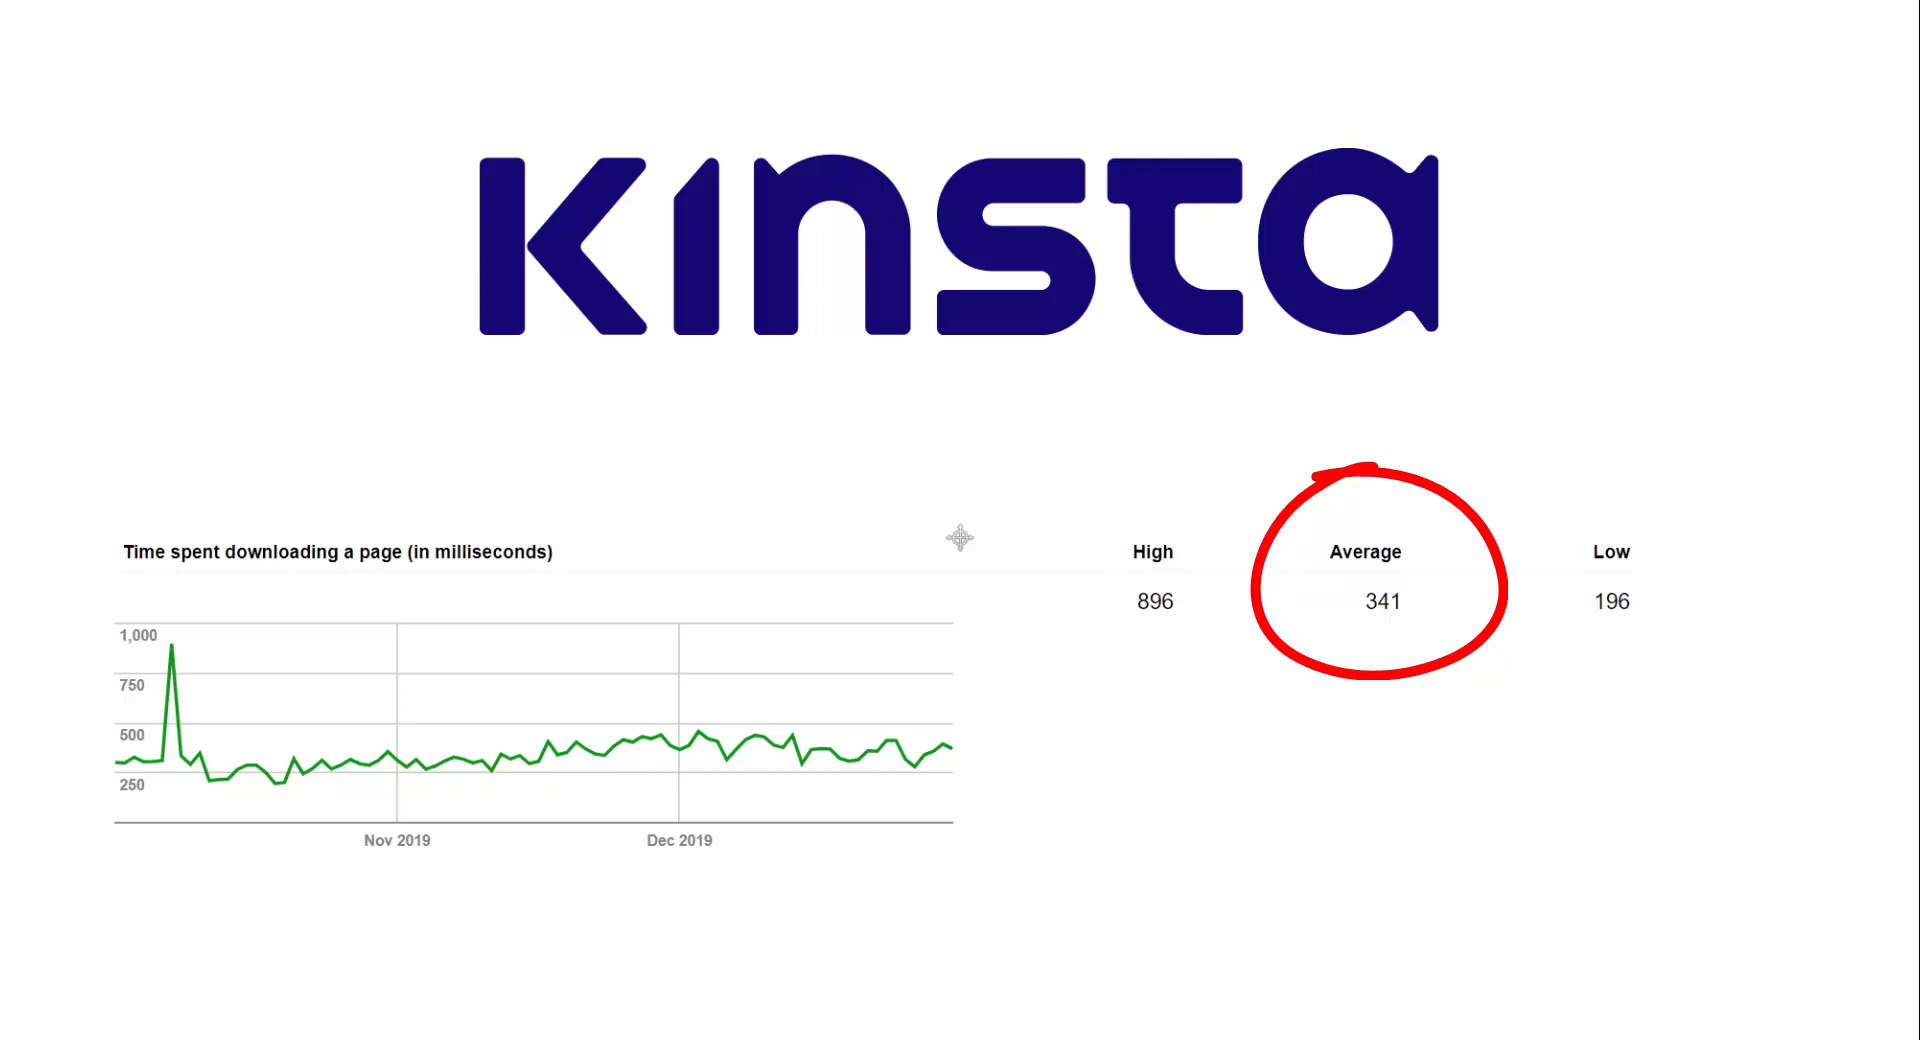 Kinsta
Time spent downloading a page (in milliseconds)
High Average Low
896 341 196
1,000
750
500
250
Nov 2019 Dec 2019